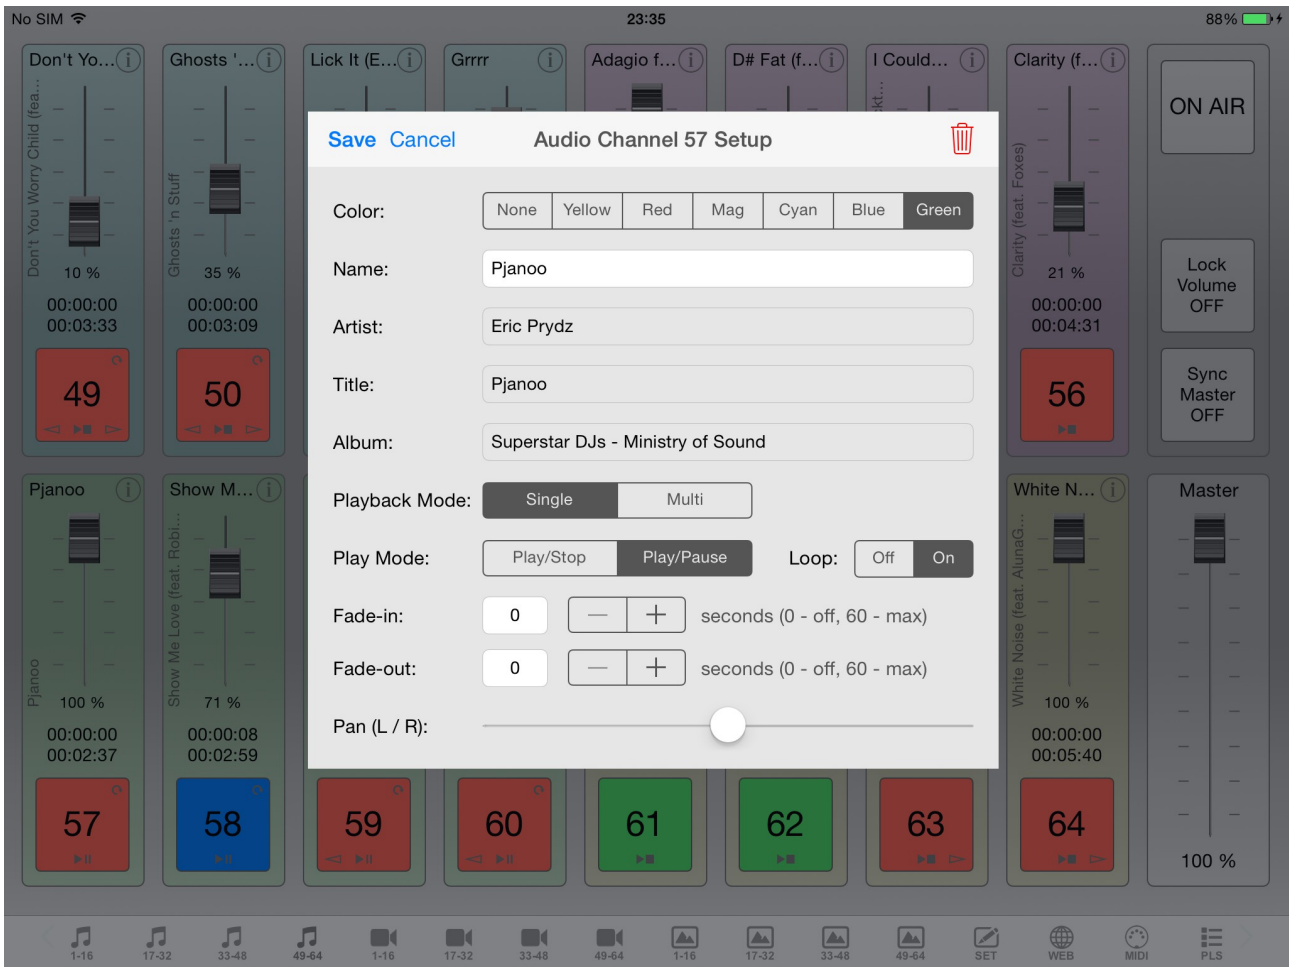 No SIM 23:35 88%
Don't Yo... Ghosts '... Lick It (E... Grrrr Adagio f... D# Fat (f... I Could... Clarity (f...
Don't You Worry Child (fea...
Ghosts 'n Stuff
Clarity (feat. Foxes)
ON AIR
10 % 35 % 21 %
00:00:00 00:00:00 00:00:00
00:03:33 00:03:09 00:04:31
Lock
Volume
OFF
49 50 56
Sync
Master
OFF
Save Cancel Audio Channel 57 Setup
Color: None Yellow Red Mag Cyan Blue Green
Name: Pjanoo
Artist: Eric Prydz
Title: Pjanoo
Album: Superstar DJs - Ministry of Sound
Playback Mode: Single Multi
Play Mode: Play/Stop Play/Pause Loop: Off On
Fade-in: 0 — + seconds (0 - off, 60 - max)
Fade-out: 0 — + seconds (0 - off, 60 - max)
Pan (L / R):
Pjanoo Show M... White N... Master
Pjanoo
Show Me Love (feat. Robi...
White Noise (feat. AlunaG...
100 % 71 % 100 %
00:00:00 00:00:08 00:00:00
00:02:37 00:02:59 00:05:40
57 58 59 60 61 62 63 64
100 %
1-16 17-32 33-48 49-64 1-16 17-32 33-48 49-64 1-16 17-32 33-48 49-64 SET WEB MIDI PLS